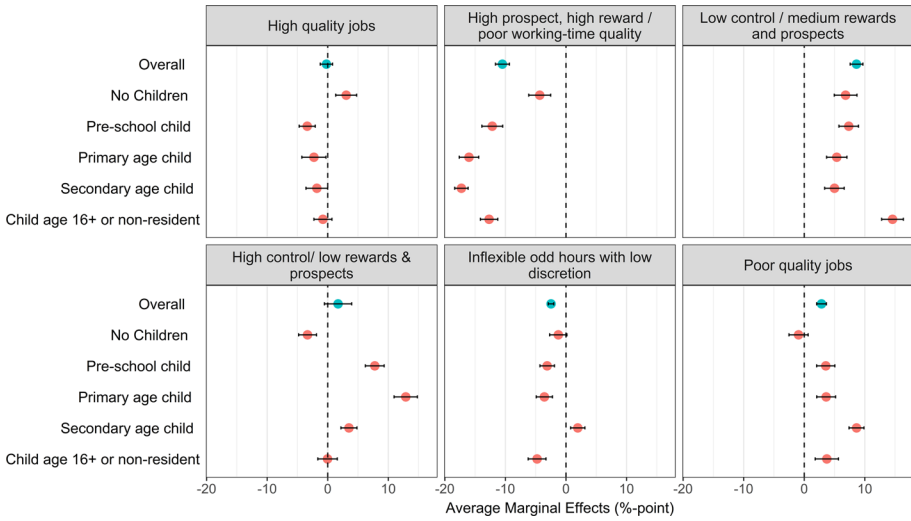 High quality jobs
High prospect, high reward /
poor working-time quality
Low control / medium rewards
and prospects
Overall
No Children
Pre-school child
Primary age child
Secondary age child
Child age 16+ or non-resident
High control/ low rewards &
prospects
Inflexible odd hours with low
discretion
Poor quality jobs
Overall
No Children
Pre-school child
Primary age child
Secondary age child
Child age 16+ or non-resident
-20 -10 0 10 -20 -10 0 10 -20 -10 0 10
Average Marginal Effects (%-point)